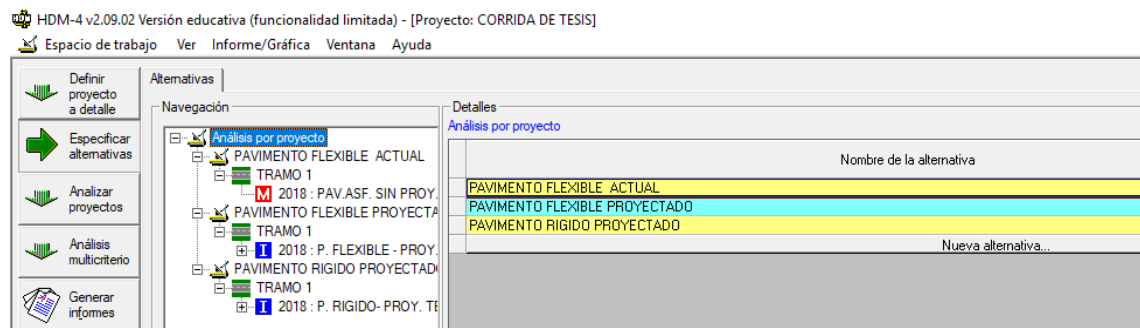 HDM-4 v2.09.02 Versión educativa (funcionalidad limitada) - [Proyecto: CORRIDA DE TESIS]
Espacio de trabajo Ver Informe/Gráfica Ventana Ayuda
Definir
proyecto
a detalle
Especificar
alternativas
Analizar
proyectos
Análisis
multicriterio
Generar
informes
Alternativas
Navegación
Análisis por proyecto
PAVIMENTO FLEXIBLE ACTUAL
TRAMO 1
M 2018 : PAV.ASF. SIN PROY.
PAVIMENTO FLEXIBLE PROYECTA
TRAMO 1
I 2018 : P. FLEXIBLE - PROY.
PAVIMENTO RIGIDO PROYECTAD
TRAMO 1
I 2018 : P. RIGIDO- PROY. TE
Detalles
Análisis por proyecto
Nombre de la alternativa
PAVIMENTO FLEXIBLE ACTUAL
PAVIMENTO FLEXIBLE PROYECTADO
PAVIMENTO RIGIDO PROYECTADO
Nueva alternativa...